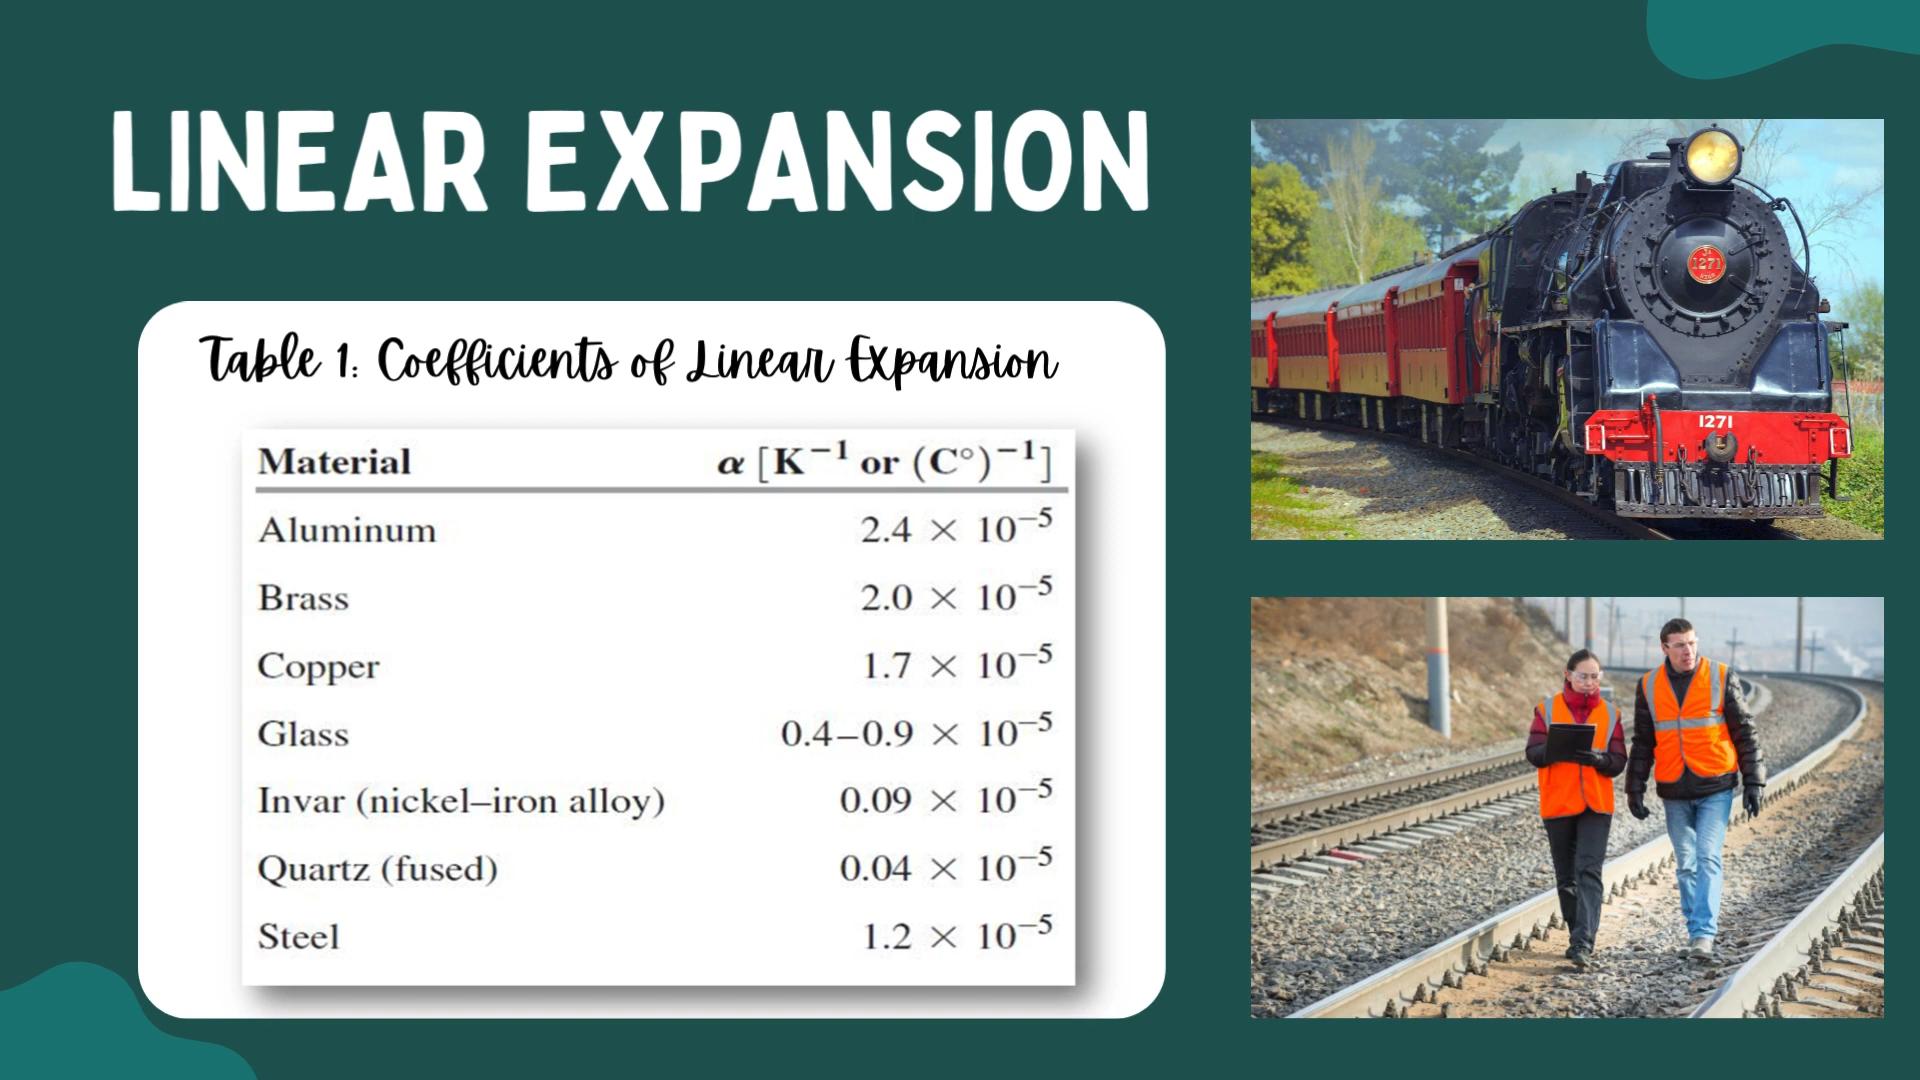 LINEAR EXPANSION
Table 1: Coefficients of Linear Expansion
Material α [K⁻¹ or (C°)⁻¹]
Aluminum 2.4 × 10⁻⁵
Brass 2.0 × 10⁻⁵
Copper 1.7 × 10⁻⁵
Glass 0.4–0.9 × 10⁻⁵
Invar (nickel–iron alloy) 0.09 × 10⁻⁵
Quartz (fused) 0.04 × 10⁻⁵
Steel 1.2 × 10⁻⁵
1271
1271